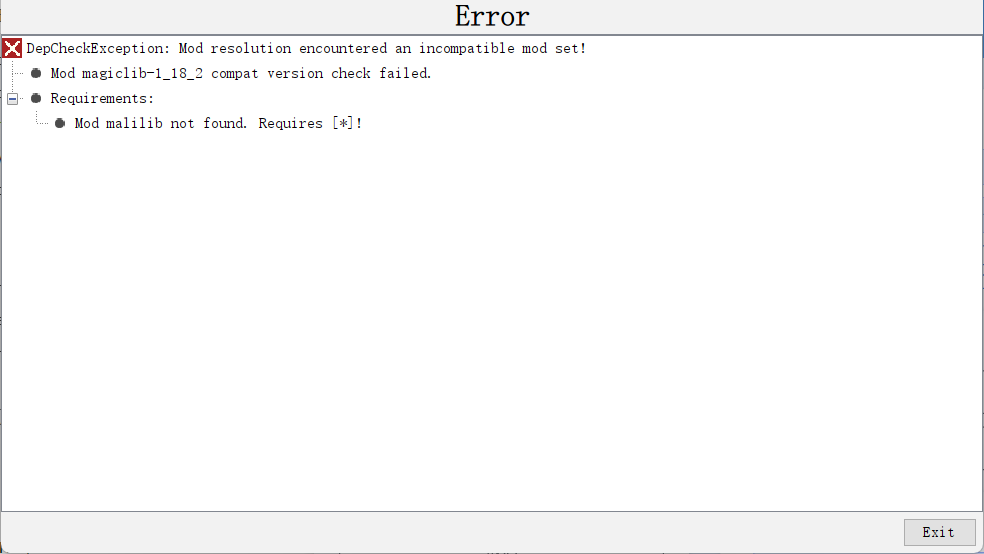 Error
DepCheckException: Mod resolution encountered an incompatible mod set!
Mod magiclib-1_18_2 compat version check failed.
Requirements:
Mod malilib not found. Requires [*]!
Exit